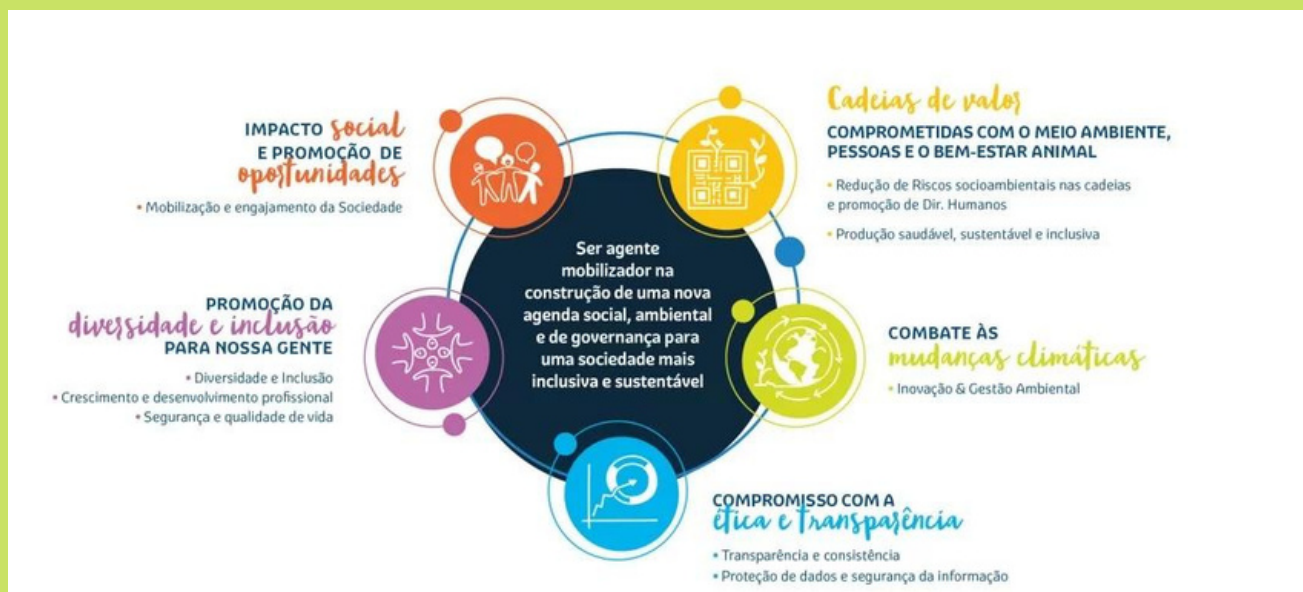 IMPACTO social
E PROMOÇÃO DE
oportunidades
• Mobilização e engajamento da Sociedade
Cadeias de valor
COMPROMETIDAS COM O MEIO AMBIENTE,
PESSOAS E O BEM-ESTAR ANIMAL
• Redução de Riscos socioambientais nas cadeias
e promoção de Dir. Humanos
• Produção saudável, sustentável e inclusiva
Ser agente
mobilizador na
construção de uma nova
agenda social, ambiental
e de governança para
uma sociedade mais
inclusiva e sustentável
PROMOÇÃO DA
diversidade e inclusão
PARA NOSSA GENTE
• Diversidade e Inclusão
• Crescimento e desenvolvimento profissional
• Segurança e qualidade de vida
COMBATE ÀS
mudanças climáticas
• Inovação & Gestão Ambiental
COMPROMISSO COM A
ética e transparência
• Transparência e consistência
• Proteção de dados e segurança da informação